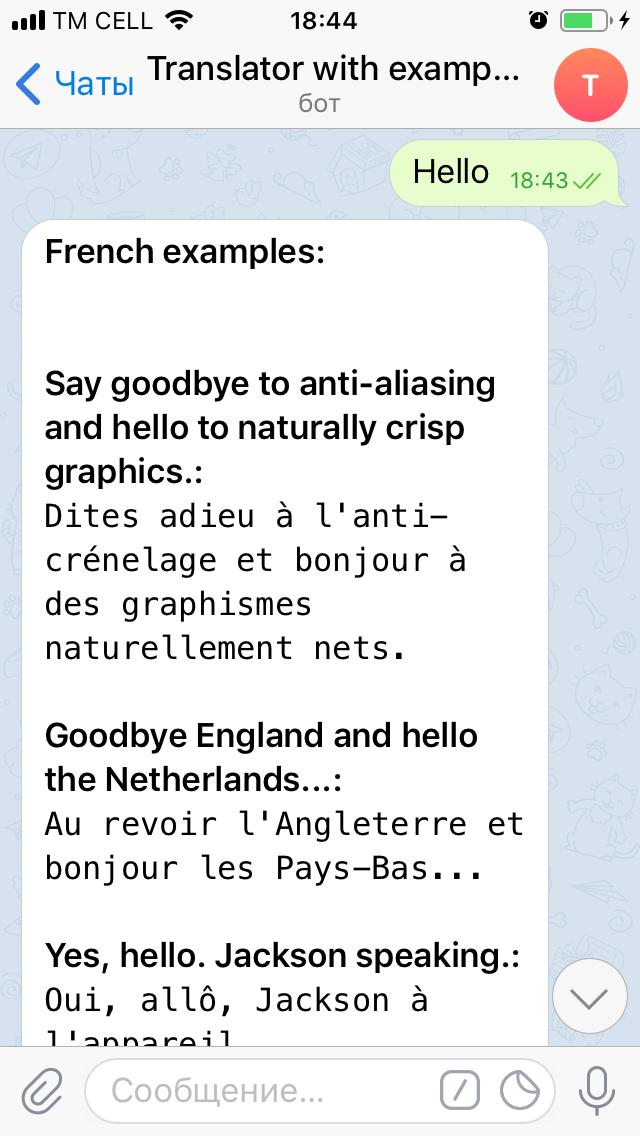 TM CELL 18:44
Чаты
Translator with examp...
бот
T
Hello 18:43
French examples:
Say goodbye to anti-aliasing
and hello to naturally crisp
graphics.:
Dites adieu à l'anti-
crénelage et bonjour à
des graphismes
naturellement nets.
Goodbye England and hello
the Netherlands...:
Au revoir l'Angleterre et
bonjour les Pays-Bas...
Yes, hello. Jackson speaking.:
Oui, allô, Jackson à
l'appareil
Сообщение...